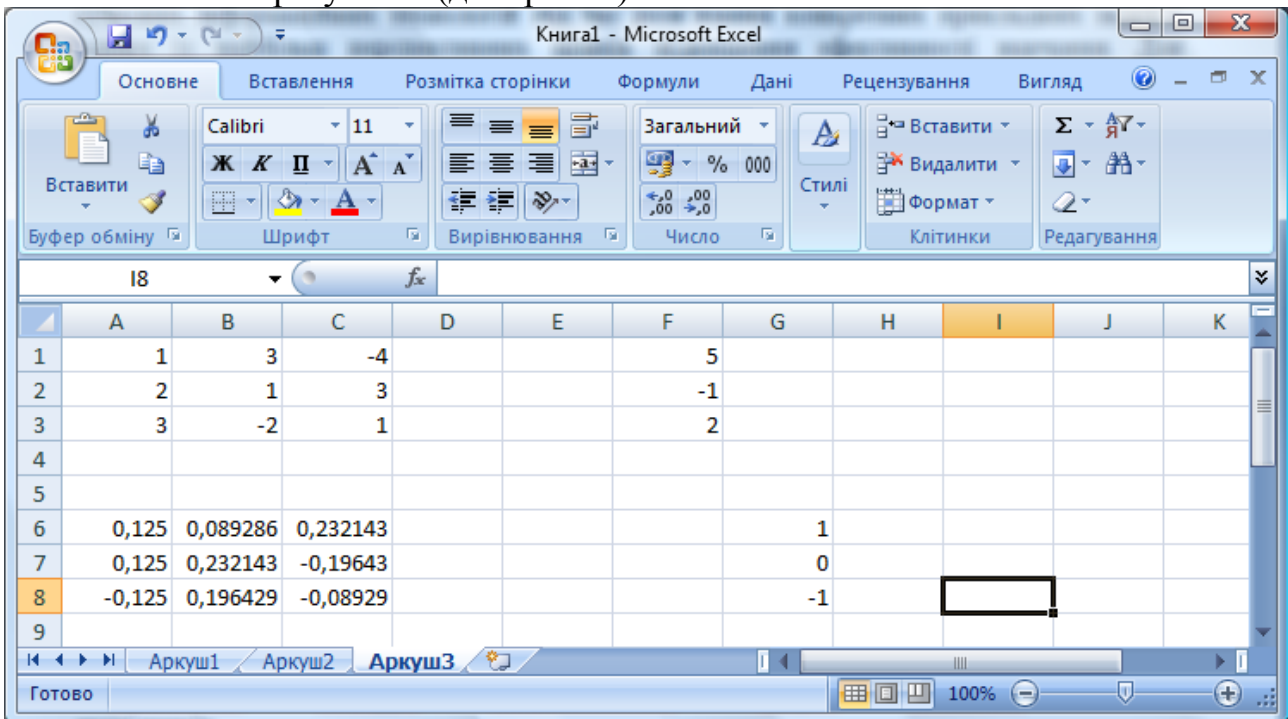 Книга1 - Microsoft Excel
Основне Вставлення Розмітка сторінки Формули Дані Рецензування Вигляд
Calibri 11 Загальний Вставити Σ
Ж К П А А % 000 Видалити
Вставити Стилі Формат
Буфер обміну Шрифт Вирівнювання Число Клітинки Редагування
I8 fx
A B C D E F G H I J K
1 1 3 -4 5
2 2 1 3 -1
3 3 -2 1 2
4
5
6 0,125 0,089286 0,232143 1
7 0,125 0,232143 -0,19643 0
8 -0,125 0,196429 -0,08929 -1
9
Аркуш1 Аркуш2 Аркуш3
Готово 100%